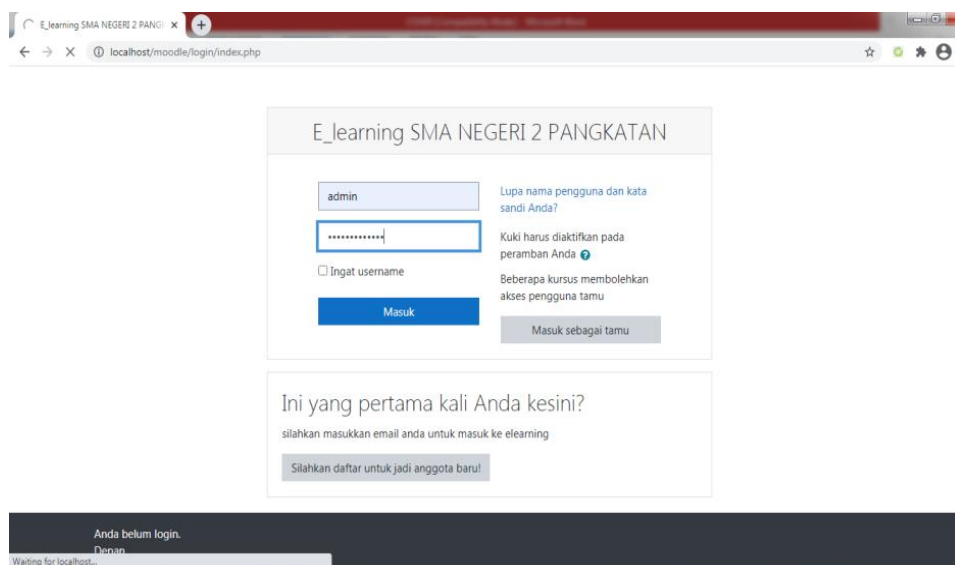 E_learning SMA NEGERI 2 PANG
localhost/moodle/login/index.php
E_learning SMA NEGERI 2 PANGKATAN
admin
Lupa nama pengguna dan kata
sandi Anda?
•••••••••••••
Kuki harus diaktifkan pada
peramban Anda ?
Ingat username
Beberapa kursus membolehkan
akses pengguna tamu
Masuk
Masuk sebagai tamu
Ini yang pertama kali Anda kesini?
silahkan masukkan email anda untuk masuk ke elearning
Silahkan daftar untuk jadi anggota baru!
Anda belum login.
Depan
Waiting for localhost...